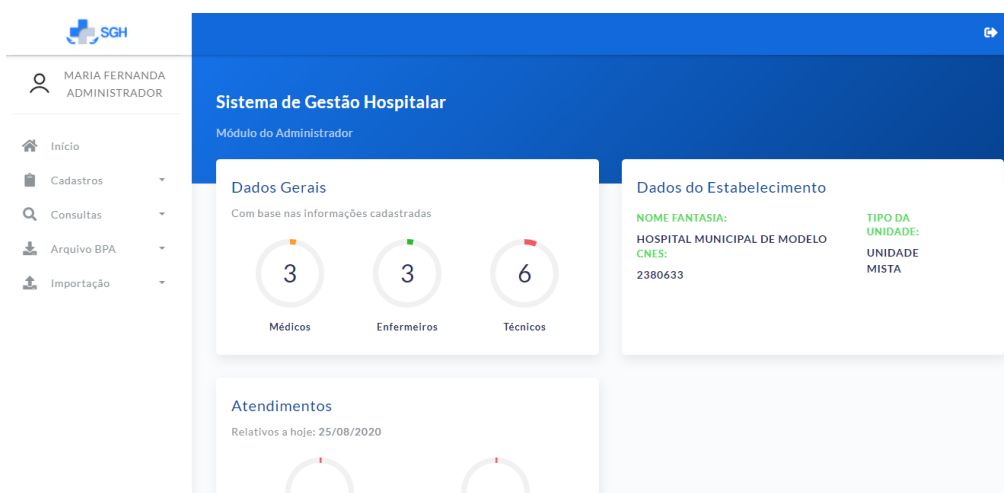 SGH
MARIA FERNANDA
ADMINISTRADOR
Início
Cadastros
Consultas
Arquivo BPA
Importação
Sistema de Gestão Hospitalar
Módulo do Administrador
Dados Gerais
Com base nas informações cadastradas
3
3
6
Médicos
Enfermeiros
Técnicos
Dados do Estabelecimento
NOME FANTASIA:
HOSPITAL MUNICIPAL DE MODELO
CNES:
2380633
TIPO DA
UNIDADE:
UNIDADE
MISTA
Atendimentos
Relativos a hoje: 25/08/2020